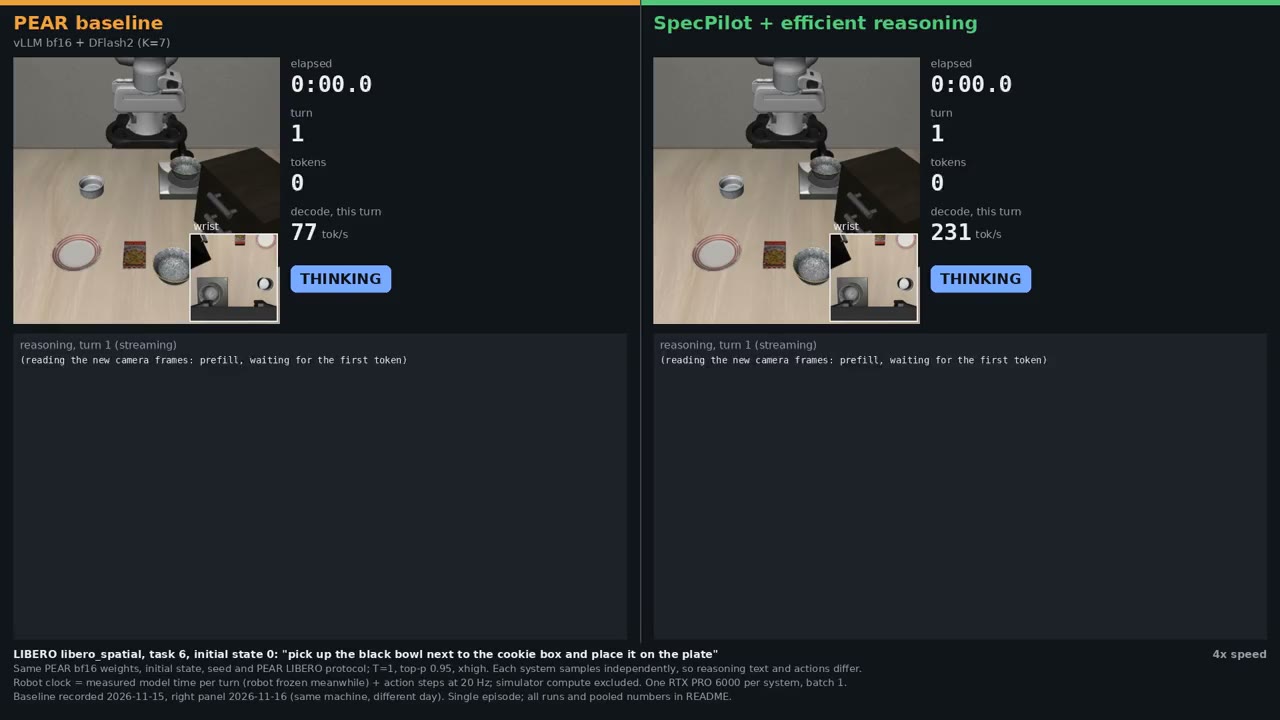 PEAR baseline
vLLM bf16 + DFlash2 (K=7)
wrist
elapsed
0:00.0
turn
1
tokens
0
decode, this turn
77 tok/s
THINKING
reasoning, turn 1 (streaming)
(reading the new camera frames: prefill, waiting for the first token)
SpecPilot + efficient reasoning
wrist
elapsed
0:00.0
turn
1
tokens
0
decode, this turn
231 tok/s
THINKING
reasoning, turn 1 (streaming)
(reading the new camera frames: prefill, waiting for the first token)
LIBERO libero_spatial, task 6, initial state 0: "pick up the black bowl next to the cookie box and place it on the plate"
4x speed
Same PEAR bf16 weights, initial state, seed and PEAR LIBERO protocol; T=1, top-p 0.95, xhigh. Each system samples independently, so reasoning text and actions differ.
Robot clock = measured model time per turn (robot frozen meanwhile) + action steps at 20 Hz; simulator compute excluded. One RTX PRO 6000 per system, batch 1.
Baseline recorded 2026-11-15, right panel 2026-11-16 (same machine, different day). Single episode; all runs and pooled numbers in README.